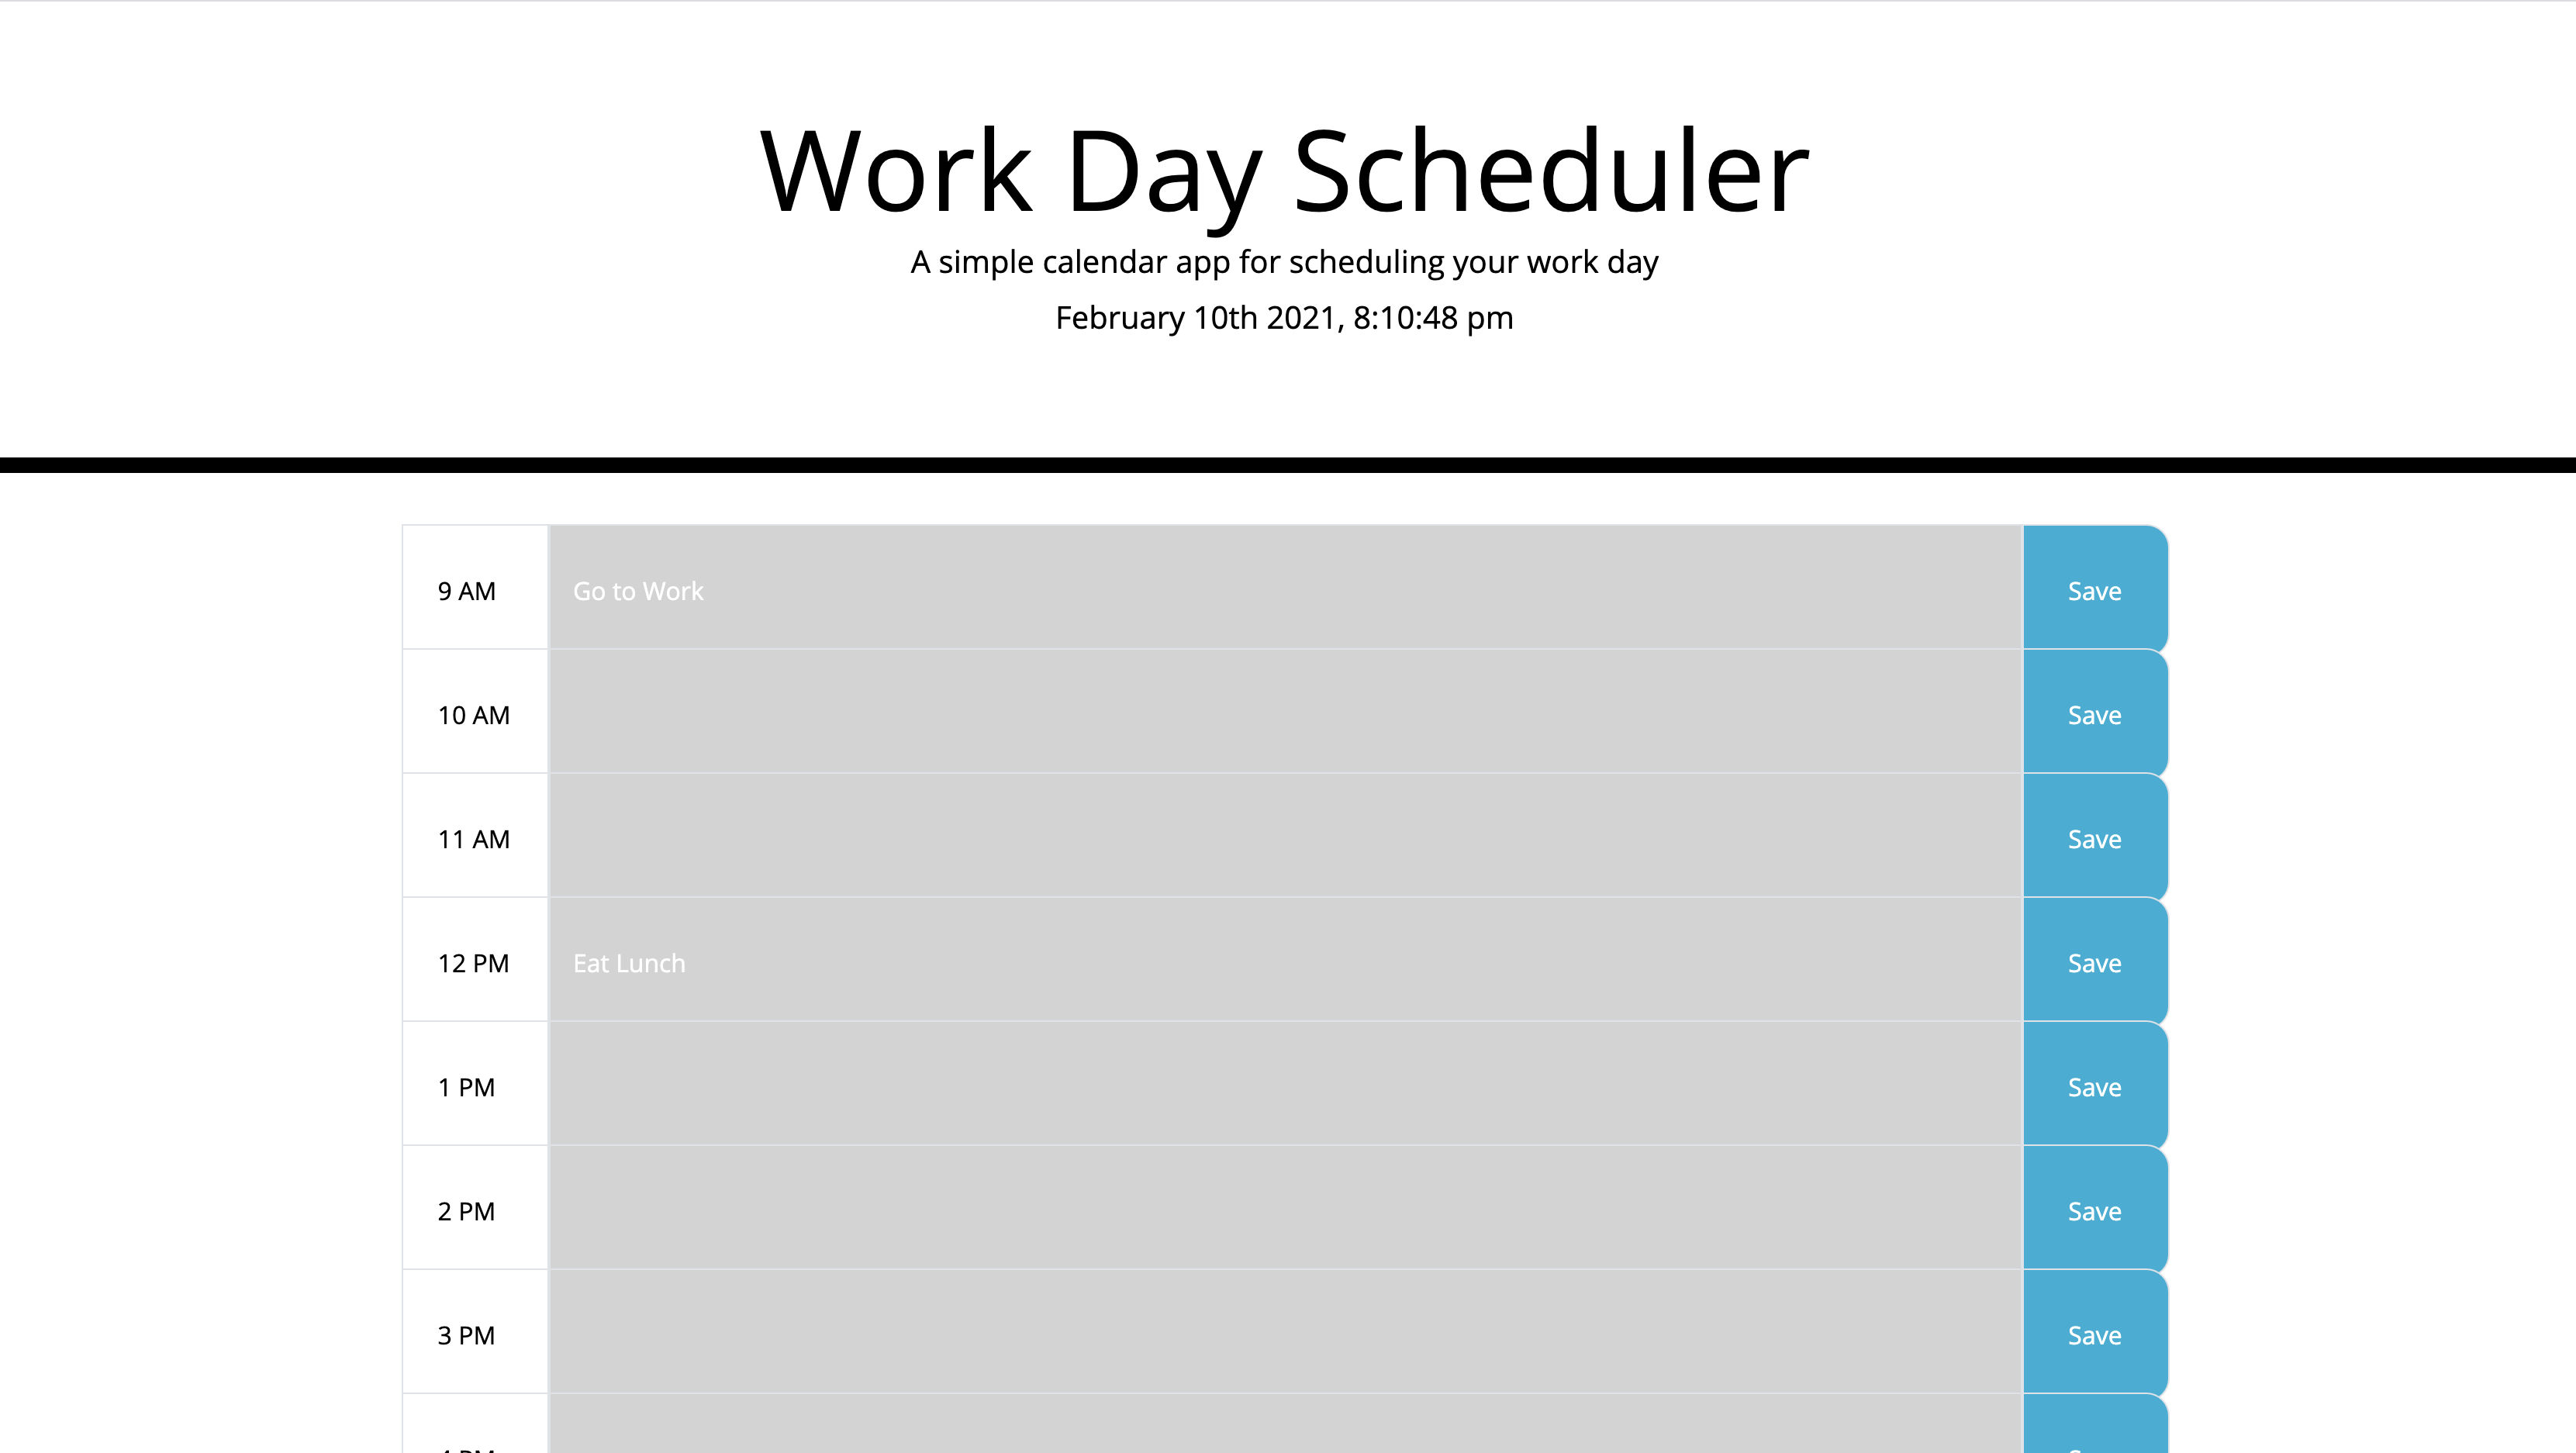 Work Day Scheduler
A simple calendar app for scheduling your work day
February 10th 2021, 8:10:48 pm
9 AM Go to Work Save
10 AM Save
11 AM Save
12 PM Eat Lunch Save
1 PM Save
2 PM Save
3 PM Save